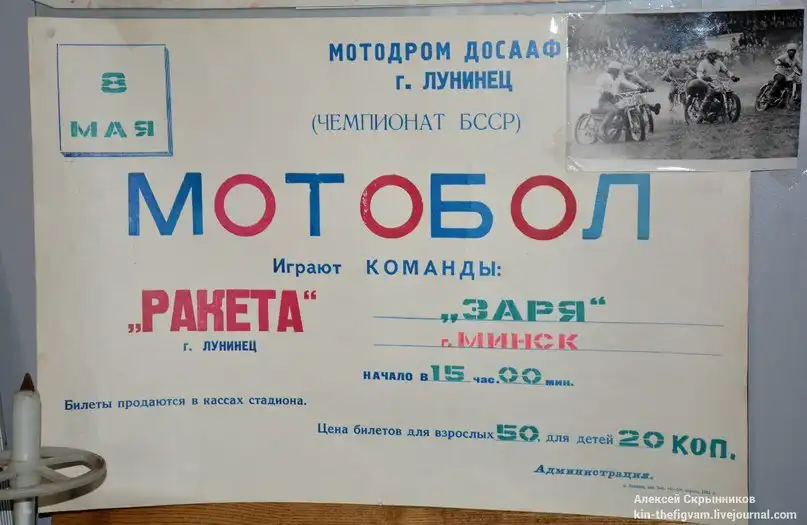 8
МАЯ
МОТОДРОМ ДОСААФ
г. ЛУНИНЕЦ
(ЧЕМПИОНАТ БССР)
МОТОБОЛ
Играют КОМАНДЫ:
„РАКЕТА“
г. ЛУНИНЕЦ
„ЗАРЯ“
г. МИНСК
НАЧАЛО В 15 час. 00 мин.
Билеты продаются в кассах стадиона.
Цена билетов для взрослых 50, для детей 20 КОП.
Администрация.
Алексей Скрынников
kin-thefigvam.livejournal.com